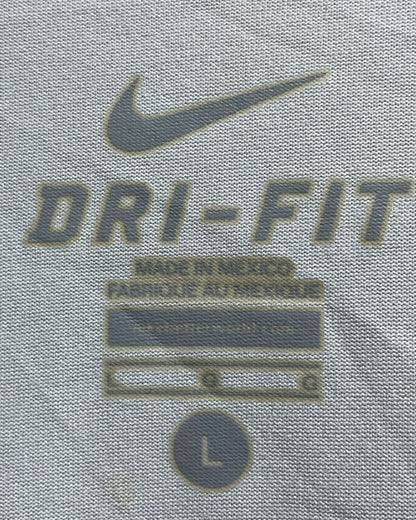 DRI-FIT
MADE IN MEXICO
FABRIQUE AU MEXIQUE
L G G
L